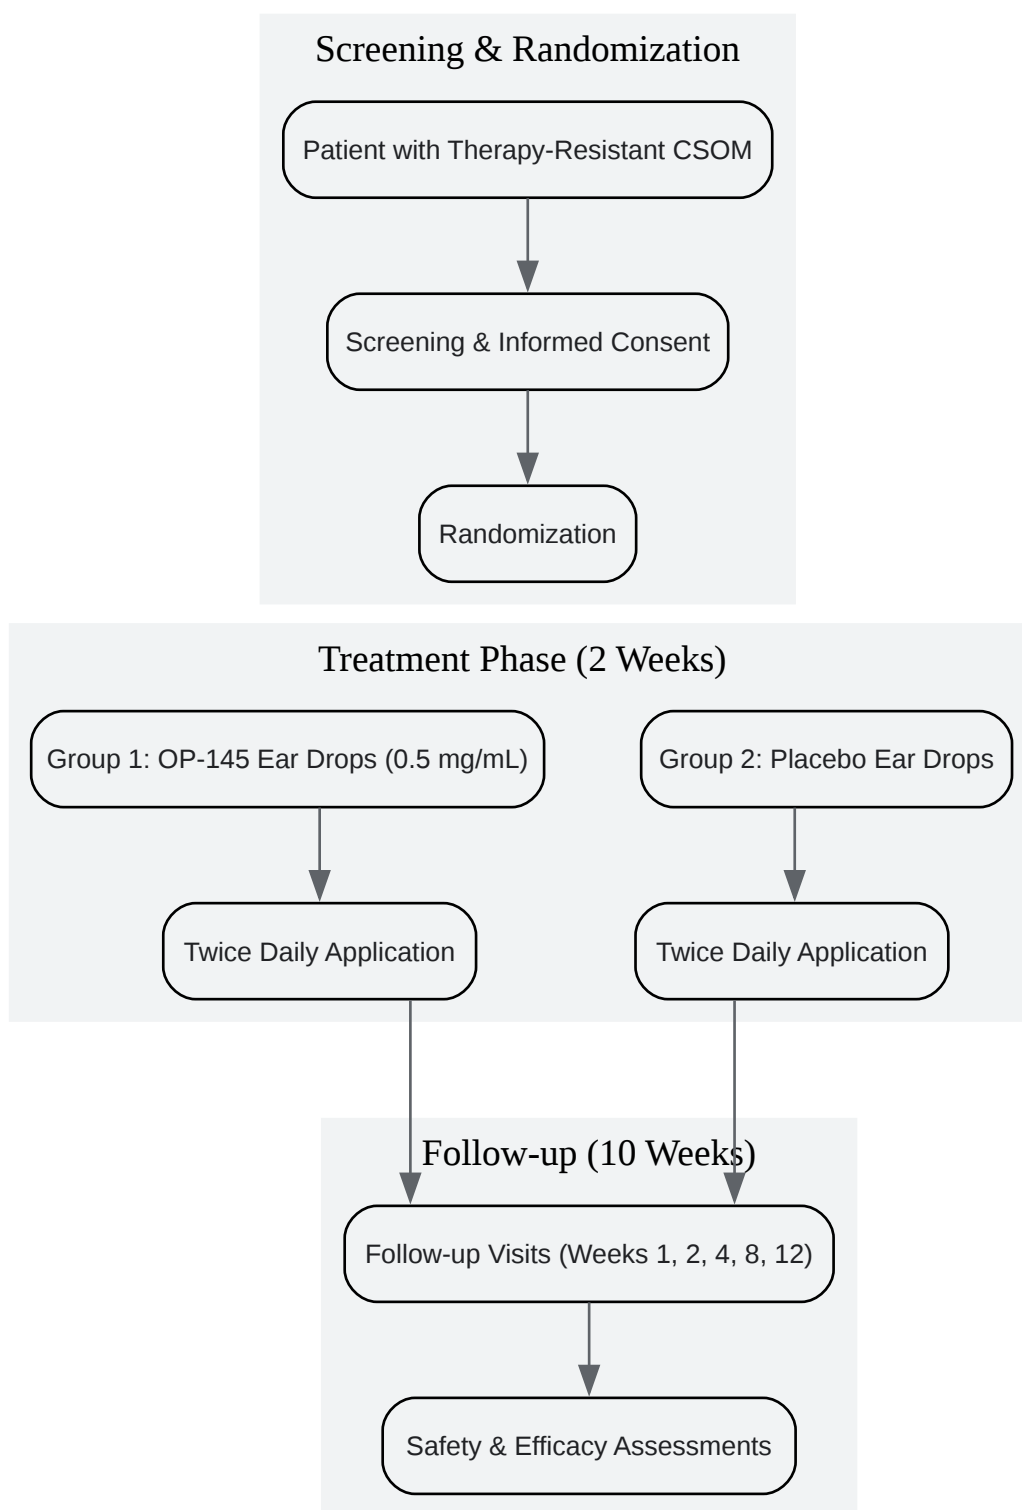 Screening & Randomization
Patient with Therapy-Resistant CSOM
Screening & Informed Consent
Randomization
Treatment Phase (2 Weeks)
Group 1: OP-145 Ear Drops (0.5 mg/mL)
Group 2: Placebo Ear Drops
Twice Daily Application
Twice Daily Application
Follow-up (10 Weeks)
Follow-up Visits (Weeks 1, 2, 4, 8, 12)
Safety & Efficacy Assessments